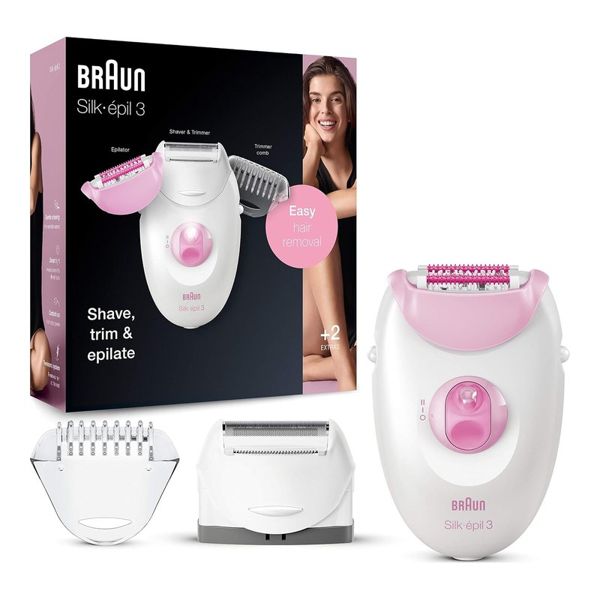 BRAUN
Silk·épil 3
Shaver & Trimmer
Epilator
Trimmer
comb
Easy
hair
removal
BRAUN
Silk·épil 3
Shave,
trim &
epilate
+2
EXTRAS
II
I
O
BRAUN
Silk·épil 3